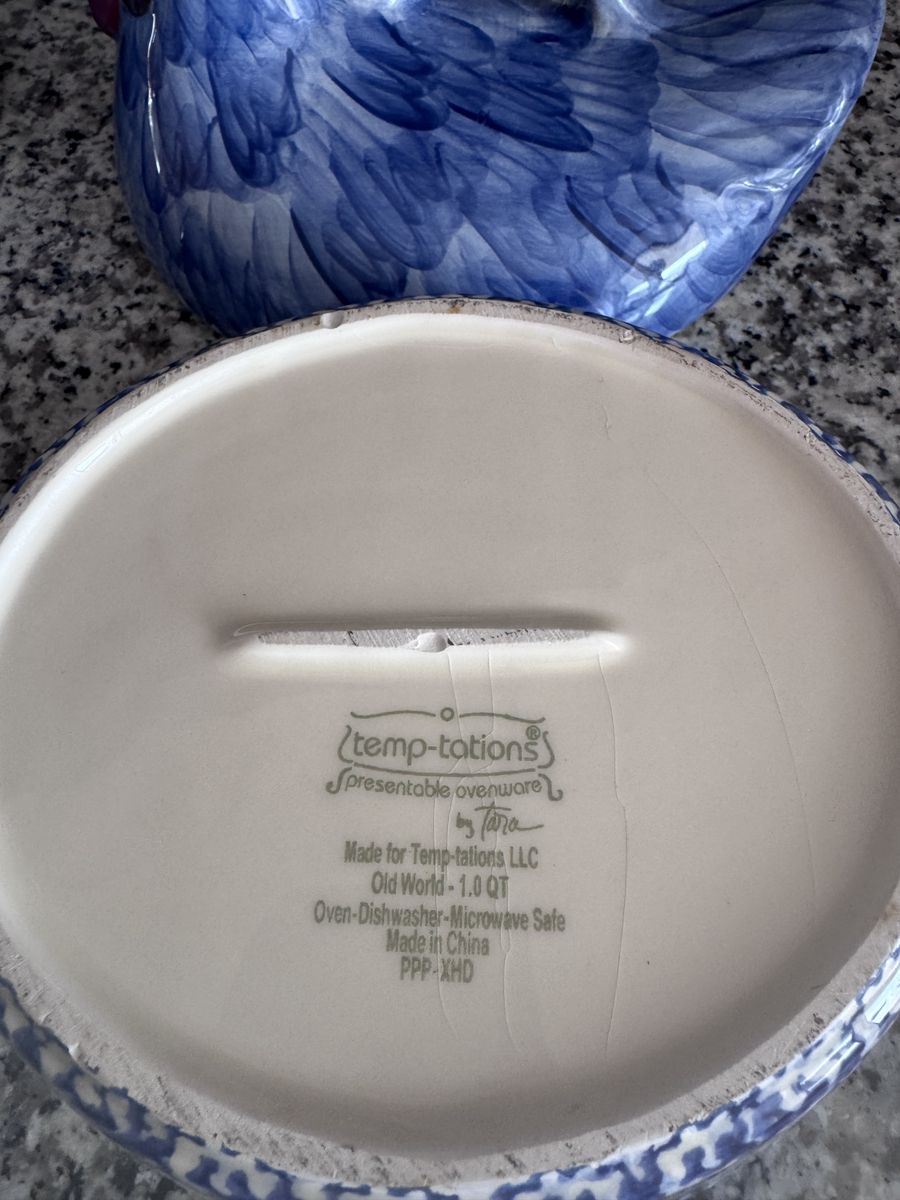 temp-tations®
presentable ovenware
by Tara
Made for Temp-tations LLC
Old World - 1.0 QT
Oven-Dishwasher-Microwave Safe
Made in China
PPP-XHD